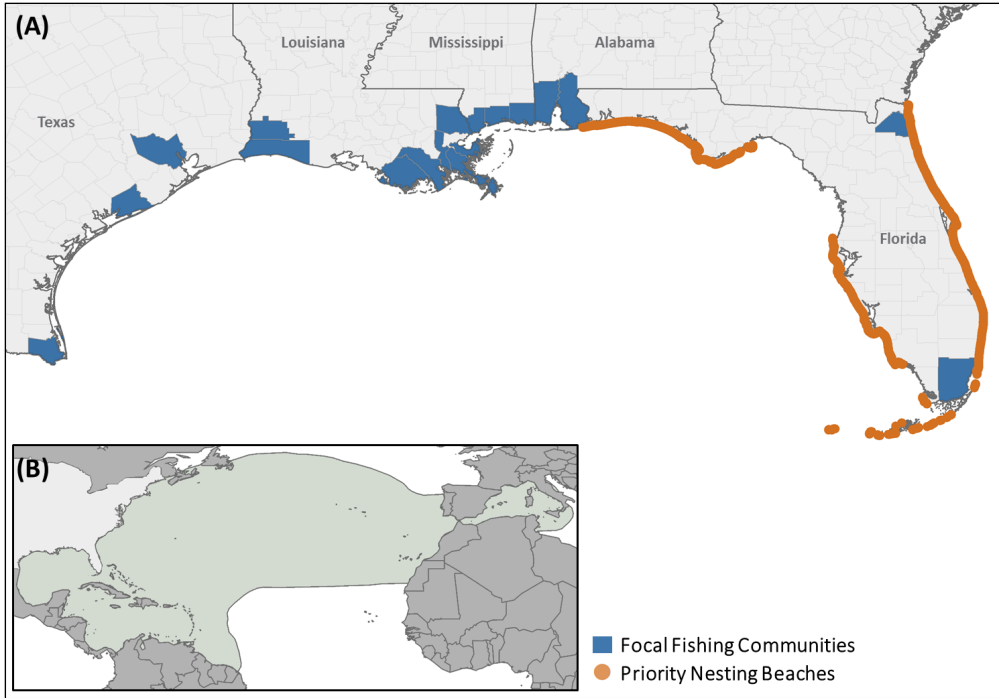 (A)
Louisiana
Mississippi
Alabama
Texas
Florida
(B)
Focal Fishing Communities
Priority Nesting Beaches